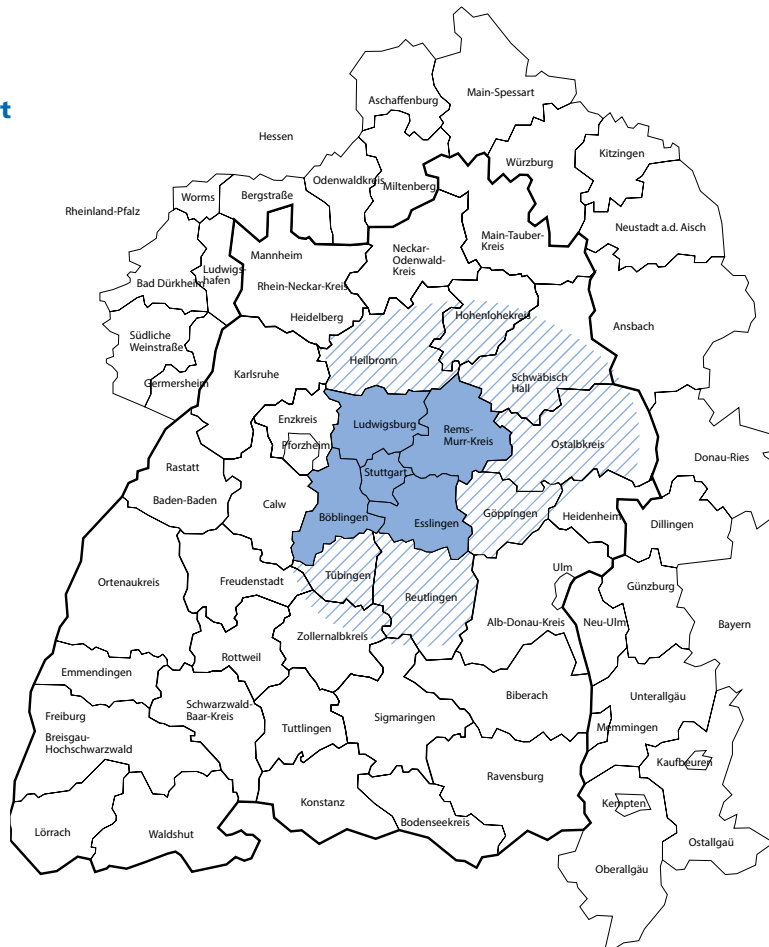 Main-Spessart
Aschaffenburg
t
Hessen
Kitzingen
Würzburg
Odenwaldkreis
Miltenberg
Worms
Bergstraße
Rheinland-Pfalz
Neustadt a.d. Aisch
Main-Tauber-
Kreis
Mannheim
Neckar-
Odenwald-
Kreis
Ludwigs-
hafen
Bad Dürkheim
Rhein-Neckar-Kreis
Heidelberg
Hohenlohekreis
Ansbach
Südliche
Weinstraße
Heilbronn
Karlsruhe
Schwäbisch
Hall
Germersheim
Enzkreis
Ludwigsburg
Rems-
Murr-Kreis
Pforzheim
Ostalbkreis
Donau-Ries
Rastatt
Stuttgart
Baden-Baden
Calw
Göppingen
Böblingen
Esslingen
Heidenheim
Dillingen
Ulm
Tübingen
Ortenaukreis
Freudenstadt
Günzburg
Reutlingen
Alb-Donau-Kreis
Neu-Ulm
Bayern
Zollernalbkreis
Rottweil
Emmendingen
Biberach
Unterallgäu
Schwarzwald-
Baar-Kreis
Freiburg
Sigmaringen
Tuttlingen
Memmingen
Breisgau-
Hochschwarzwald
Kaufbeuren
Ravensburg
Konstanz
Kempten
Bodenseekreis
Lörrach
Waldshut
Ostallgaü
Oberallgäu